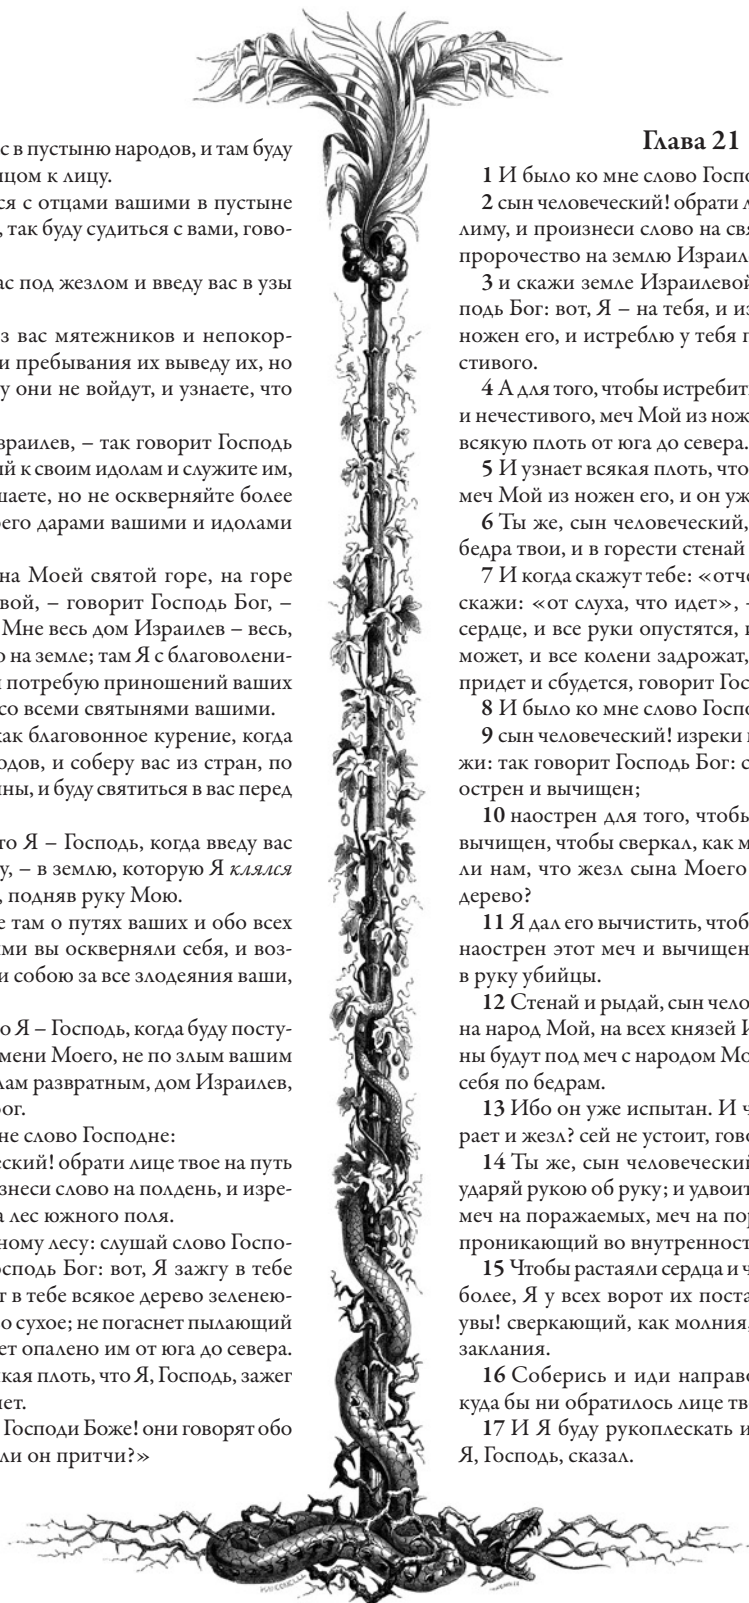 с в пустыню народов, и там буду
цом к лицу.
ся с отцами вашими в пустыне
, так буду судиться с вами, гово-
ас под жезлом и введу вас в узы
з вас мятежников и непокор-
и пребывания их выведу их, но
у они не войдут, и узнаете, что
зраилев, – так говорит Господь
ый к своим идолам и служите им,
шаете, но не оскверняйте более
его дарами вашими и идолами
на Моей святой горе, на горе
вой, – говорит Господь Бог, –
Мне весь дом Израилев – весь,
о на земле; там Я с благоволени-
и потребую приношений ваших
со всеми святынями вашими.
как благовонное курение, когда
одов, и соберу вас из стран, по
ны, и буду святиться в вас перед
то Я – Господь, когда введу вас
у, – в землю, которую Я клялся
, подняв руку Мою.
е там о путях ваших и обо всех
ими вы оскверняли себя, и воз-
и собою за все злодеяния ваши,
о Я – Господь, когда буду посту-
мени Моего, не по злым вашим
лам развратным, дом Израилев,
ог.
не слово Господне:
еский! обрати лице твое на путь
знеси слово на полдень, и изре-
а лес южного поля.
ному лесу: слушай слово Госпо-
сподь Бог: вот, Я зажгу в тебе
т в тебе всякое дерево зеленею-
о сухое; не погаснет пылающий
ет опалено им от юга до севера.
кая плоть, что Я, Господь, зажег
нет.
Господи Боже! они говорят обо
ли он притчи?»
Глава 21
1 И было ко мне слово Госпо
2 сын человеческий! обрати л
лиму, и произнеси слово на свя
пророчество на землю Израил
3 и скажи земле Израилевой
подь Бог: вот, Я – на тебя, и из
ножен его, и истреблю у тебя п
стивого.
4 А для того, чтобы истребить
и нечестивого, меч Мой из нож
всякую плоть от юга до севера.
5 И узнает всякая плоть, что
меч Мой из ножен его, и он уж
6 Ты же, сын человеческий,
бедра твои, и в горести стенай
7 И когда скажут тебе: «отче
скажи: «от слуха, что идет», –
сердце, и все руки опустятся, и
может, и все колени задрожат,
придет и сбудется, говорит Гос
8 И было ко мне слово Госпо
9 сын человеческий! изреки п
жи: так говорит Господь Бог: с
острен и вычищен;
10 наострен для того, чтобы
вычищен, чтобы сверкал, как м
ли нам, что жезл сына Моего
дерево?
11 Я дал его вычистить, чтоб
наострен этот меч и вычищен
в руку убийцы.
12 Стенай и рыдай, сын чело
на народ Мой, на всех князей И
ны будут под меч с народом Мо
себя по бедрам.
13 Ибо он уже испытан. И ч
рает и жезл? сей не устоит, гово
14 Ты же, сын человеческий
ударяй рукою об руку; и удвоит
меч на поражаемых, меч на пор
проникающий во внутренност
15 Чтобы растаяли сердца и ч
более, Я у всех ворот их поста
увы! сверкающий, как молния,
заклания.
16 Соберись и иди направо
куда бы ни обратилось лице тв
17 И Я буду рукоплескать и
Я, Господь, сказал.